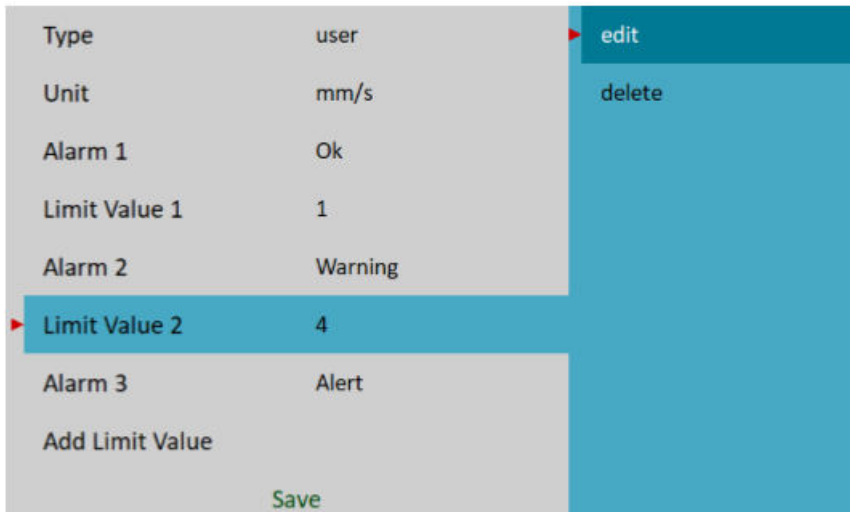 Type user edit
Unit mm/s delete
Alarm 1 Ok
Limit Value 1 1
Alarm 2 Warning
Limit Value 2 4
Alarm 3 Alert
Add Limit Value
Save